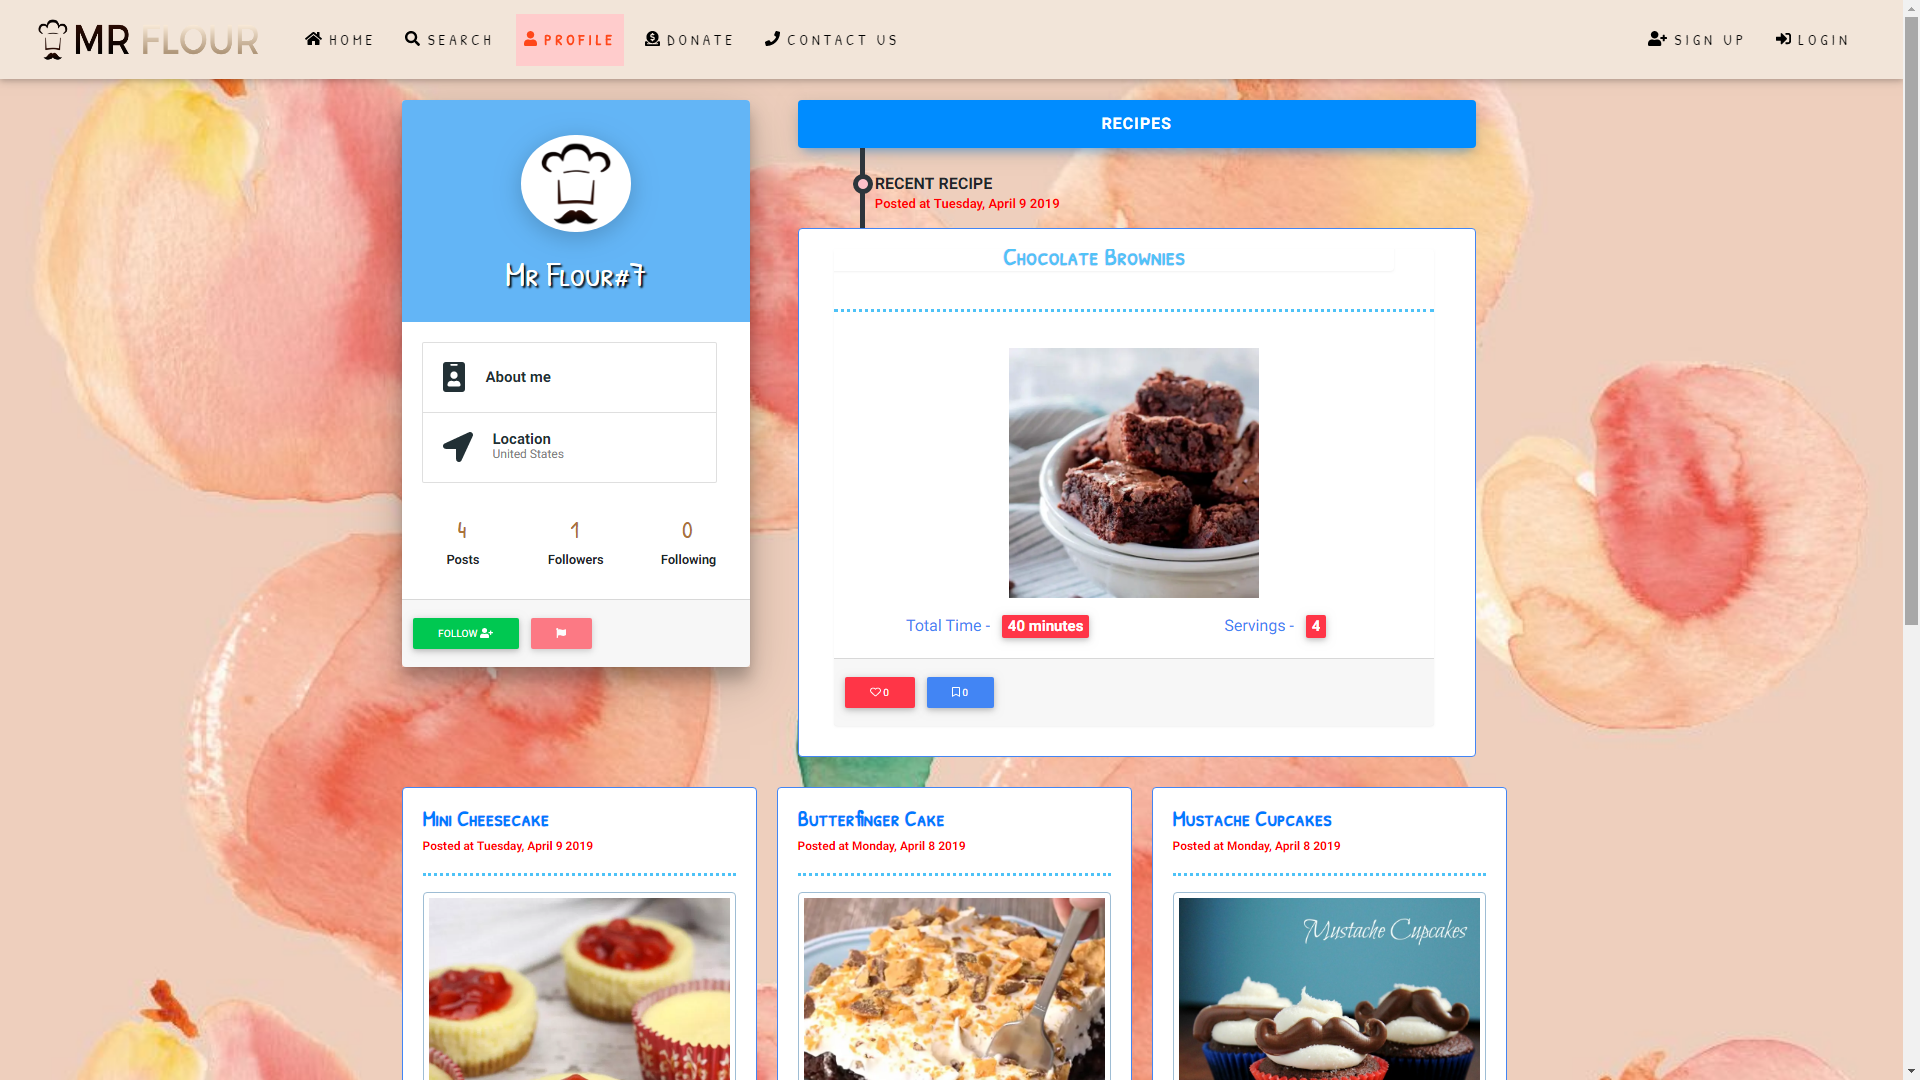 MR FLOUR
HOME
SEARCH
PROFILE
DONATE
CONTACT US
SIGN UP
LOGIN
Mr Flour#7
About me
Location
United States
4
Posts
1
Followers
0
Following
FOLLOW
RECIPES
RECENT RECIPE
Posted at Tuesday, April 9 2019
Chocolate Brownies
Total Time - 40 minutes
Servings - 4
0
0
Mini Cheesecake
Posted at Tuesday, April 9 2019
Butterfinger Cake
Posted at Monday, April 8 2019
Mustache Cupcakes
Posted at Monday, April 8 2019
Mustache Cupcakes